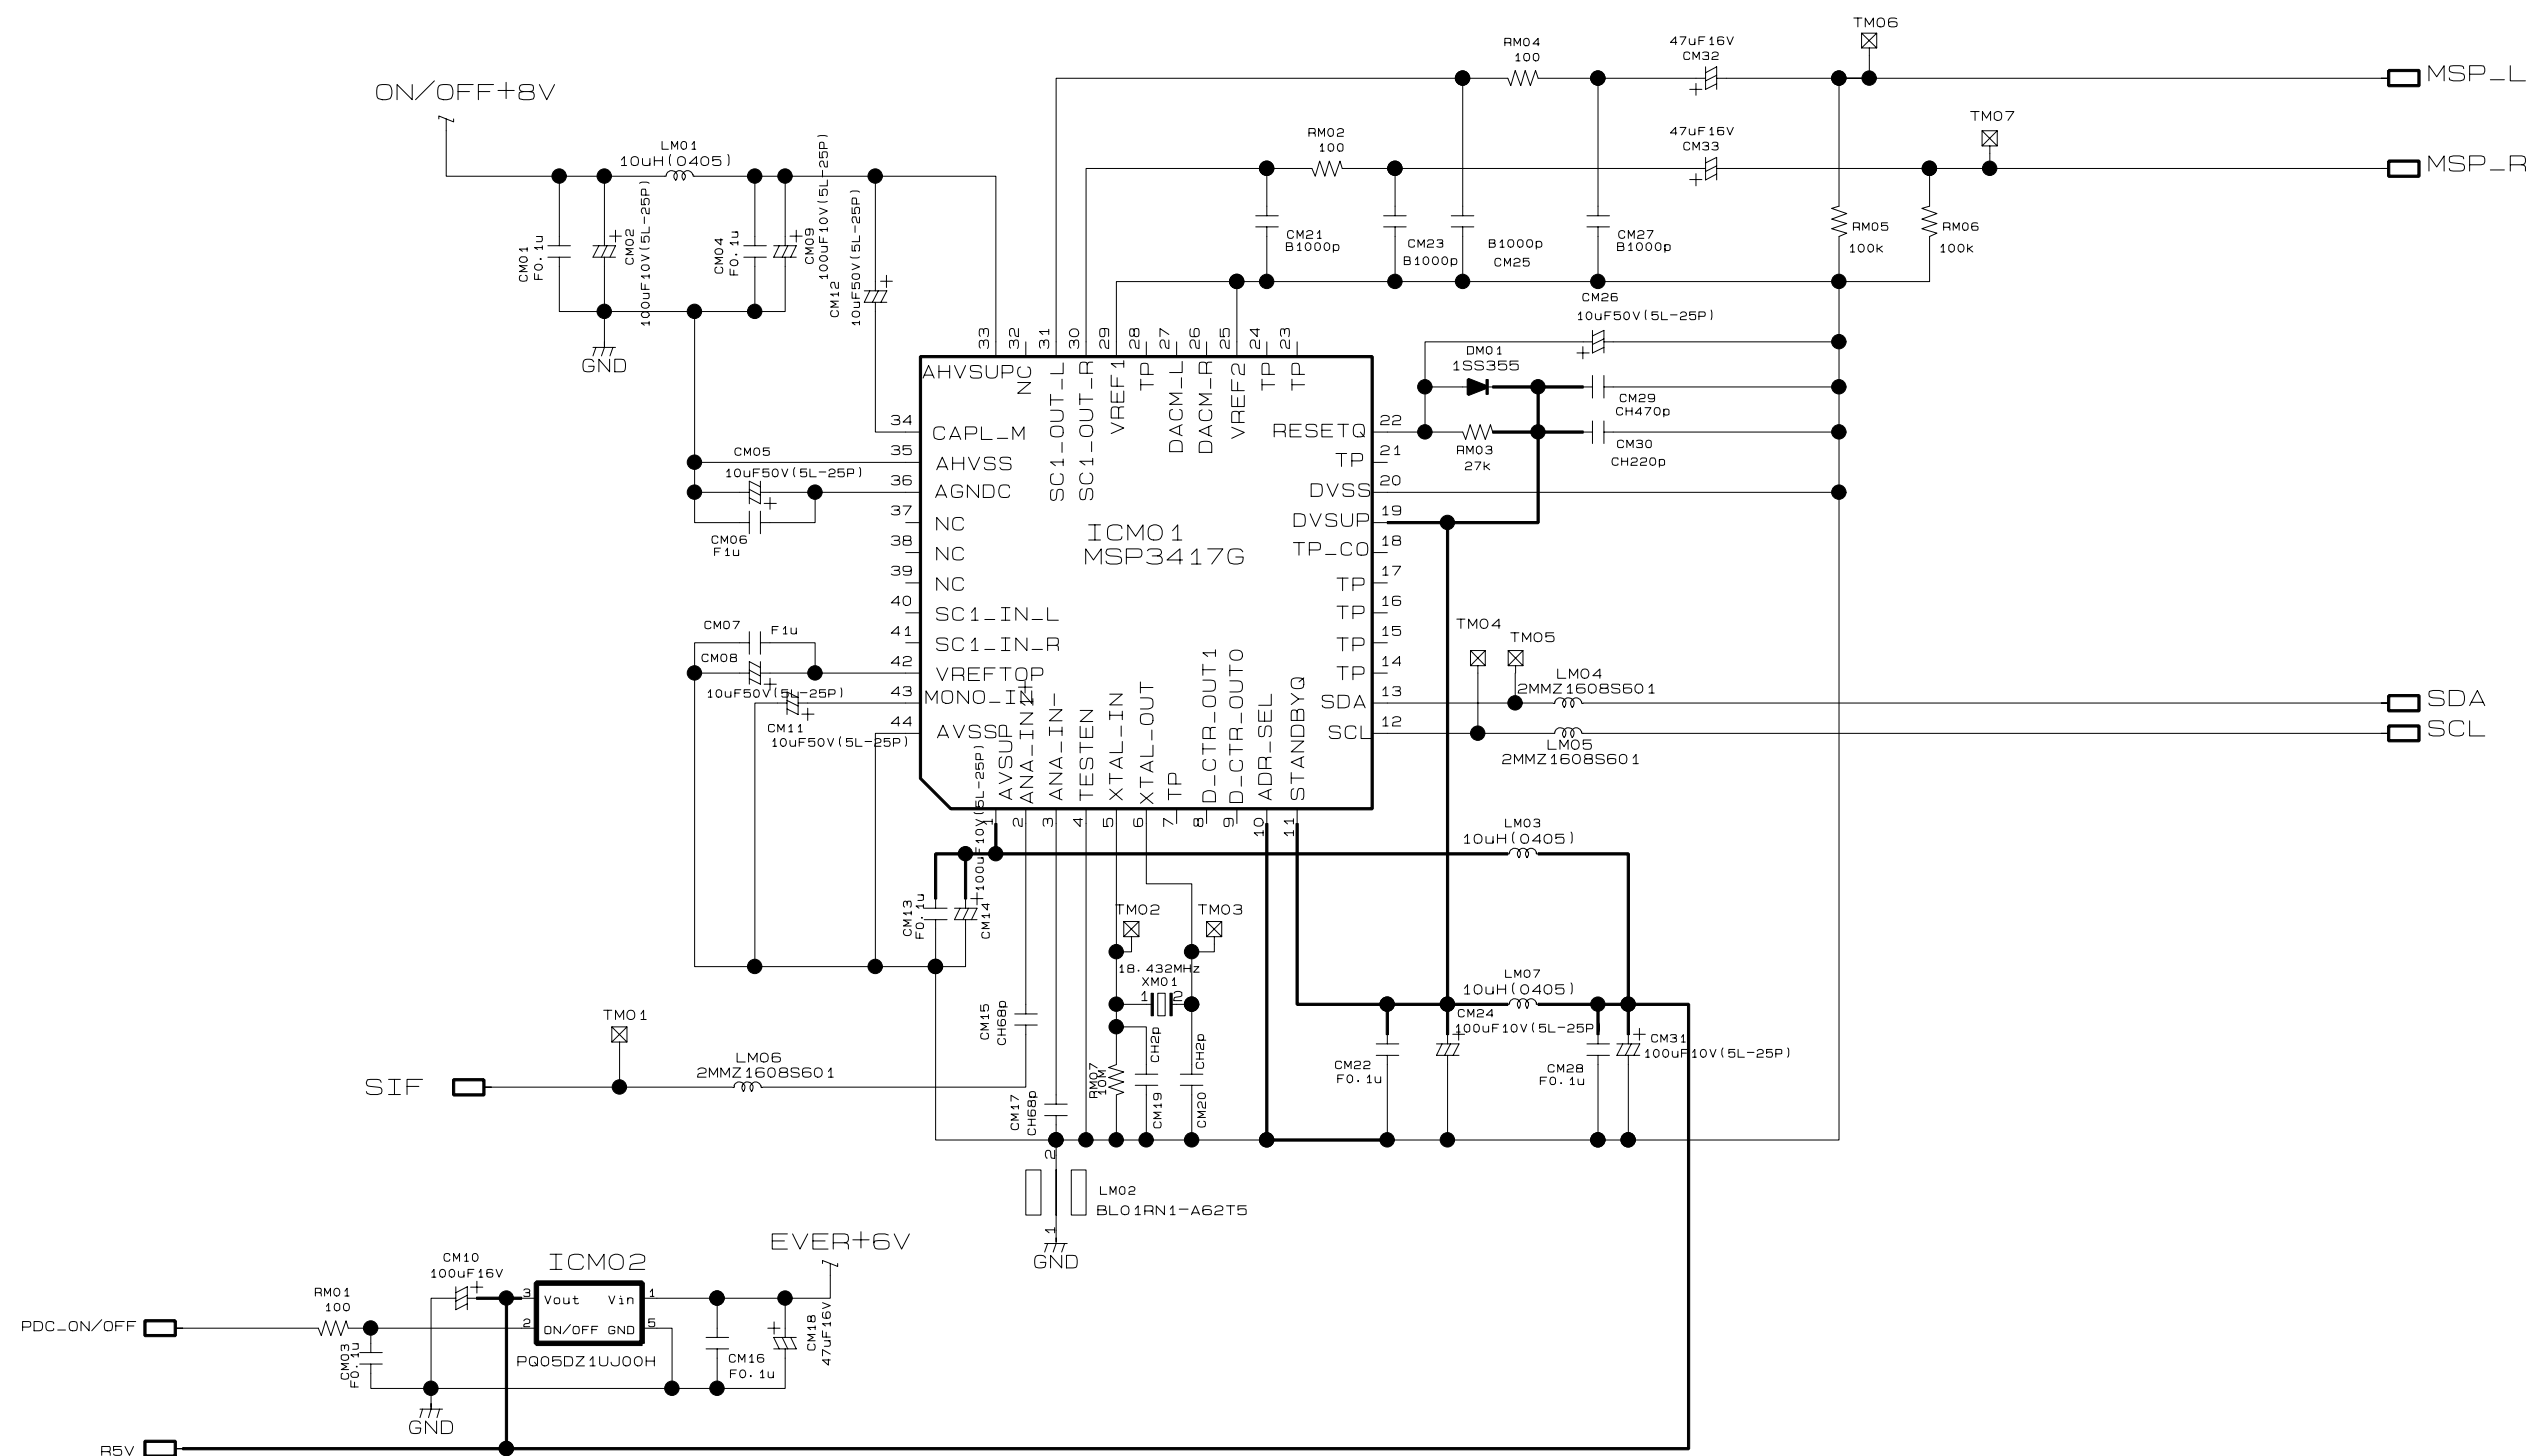 TM06
47uF16V
CM32
RM04
100
MSP_L
ON/OFF+8V
TM07
47uF16V
CM33
RM02
100
MSP_R
LM01
10uH(0405)
CM01
F0.1u
CM02
100uF10V(5L-25P)
CM04
F0.1u
CM09
100uF10V(5L-25P)
CM12
10uF50V(5L-25P)
CM21
B1000p
CM23
B1000p
B1000p
CM25
CM27
B1000p
RM05
100k
RM06
100k
GND
CM26
10uF50V(5L-25P)
DM01
1SS355
CM29
CH470p
RM03
27k
CM30
CH220p
33
32
31
30
29
28
27
26
25
24
23
AHVSUP
NC
SC1_OUT_L
SC1_OUT_R
VREF1
TP
DACM_L
DACM_R
VREF2
TP
TP
34
CAPL_M
35
AHVSS
36
AGNDC
37
NC
38
NC
39
NC
40
SC1_IN_L
41
SC1_IN_R
42
VREFTOP
43
MONO_IN
44
AVSS
CM05
10uF50V(5L-25P)
CM06
F1u
CM07
F1u
CM08
10uF50V(5L-25P)
CM11
10uF50V(5L-25P)
ICM01
MSP3417G
RESETQ
22
TP
21
DVSS
20
DVSUP
19
TP_CO
18
TP
17
TP
16
TP
15
TP
14
SDA
13
SCL
12
TM04
TM05
LM04
2MMZ1608S601
SDA
LM05
2MMZ1608S601
SCL
AVSUP
ANA_IN1+
ANA_IN-
TESTEN
XTAL_IN
XTAL_OUT
TP
D_CTR_OUT1
D_CTR_OUT0
ADR_SEL
STANDBYQ
1
2
3
4
5
6
7
8
9
10
11
LM03
10uH(0405)
CM13
F0.1u
CM14
100uF10V(5L-25P)
TM02
TM03
18.432MHz
XM01
1
2
CM15
CH68p
CM17
CH68p
RM07
10M
CH2p
CM19
CH2p
CM20
LM07
10uH(0405)
CM24
100uF10V(5L-25P)
CM22
F0.1u
CM28
F0.1u
CM31
100uF10V(5L-25P)
TM01
LM06
2MMZ1608S601
SIF
2
LM02
BL01RN1-A62T5
1
GND
EVER+6V
ICM02
CM10
100uF16V
3
Vout
Vin
1
2
ON/OFF
GND
5
PQ05DZ1UJ00H
RM01
100
PDC_ON/OFF
CM03
F0.1u
CM16
F0.1u
CM18
47uF16V
GND
R5V